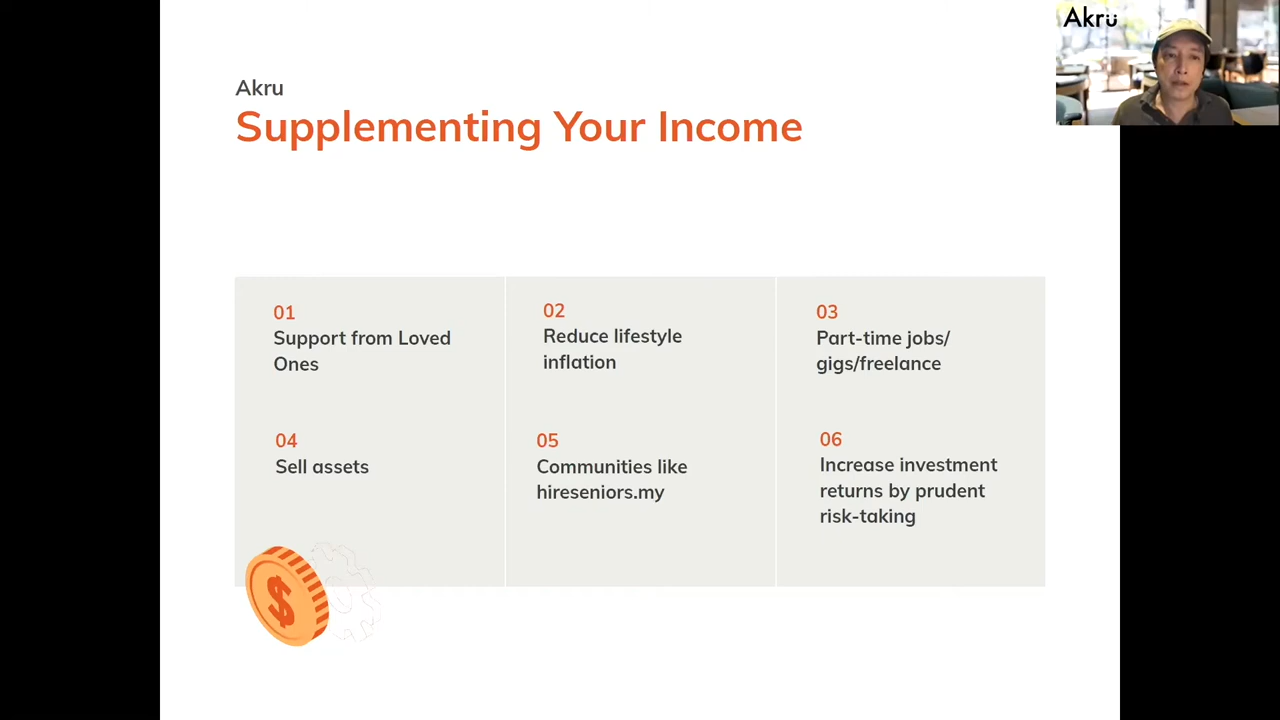 Akru
Akru
Supplementing Your Income
01
Support from Loved
Ones
02
Reduce lifestyle
inflation
03
Part-time jobs/
gigs/freelance
04
Sell assets
05
Communities like
hireseniors.my
06
Increase investment
returns by prudent
risk-taking
$